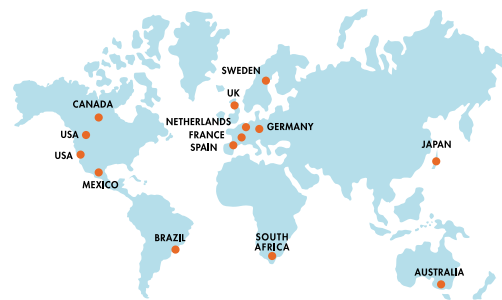 SWEDEN
UK
CANADA
NETHERLANDS
GERMANY
USA
FRANCE
SPAIN
JAPAN
USA
MEXICO
BRAZIL
SOUTH
AFRICA
AUSTRALIA